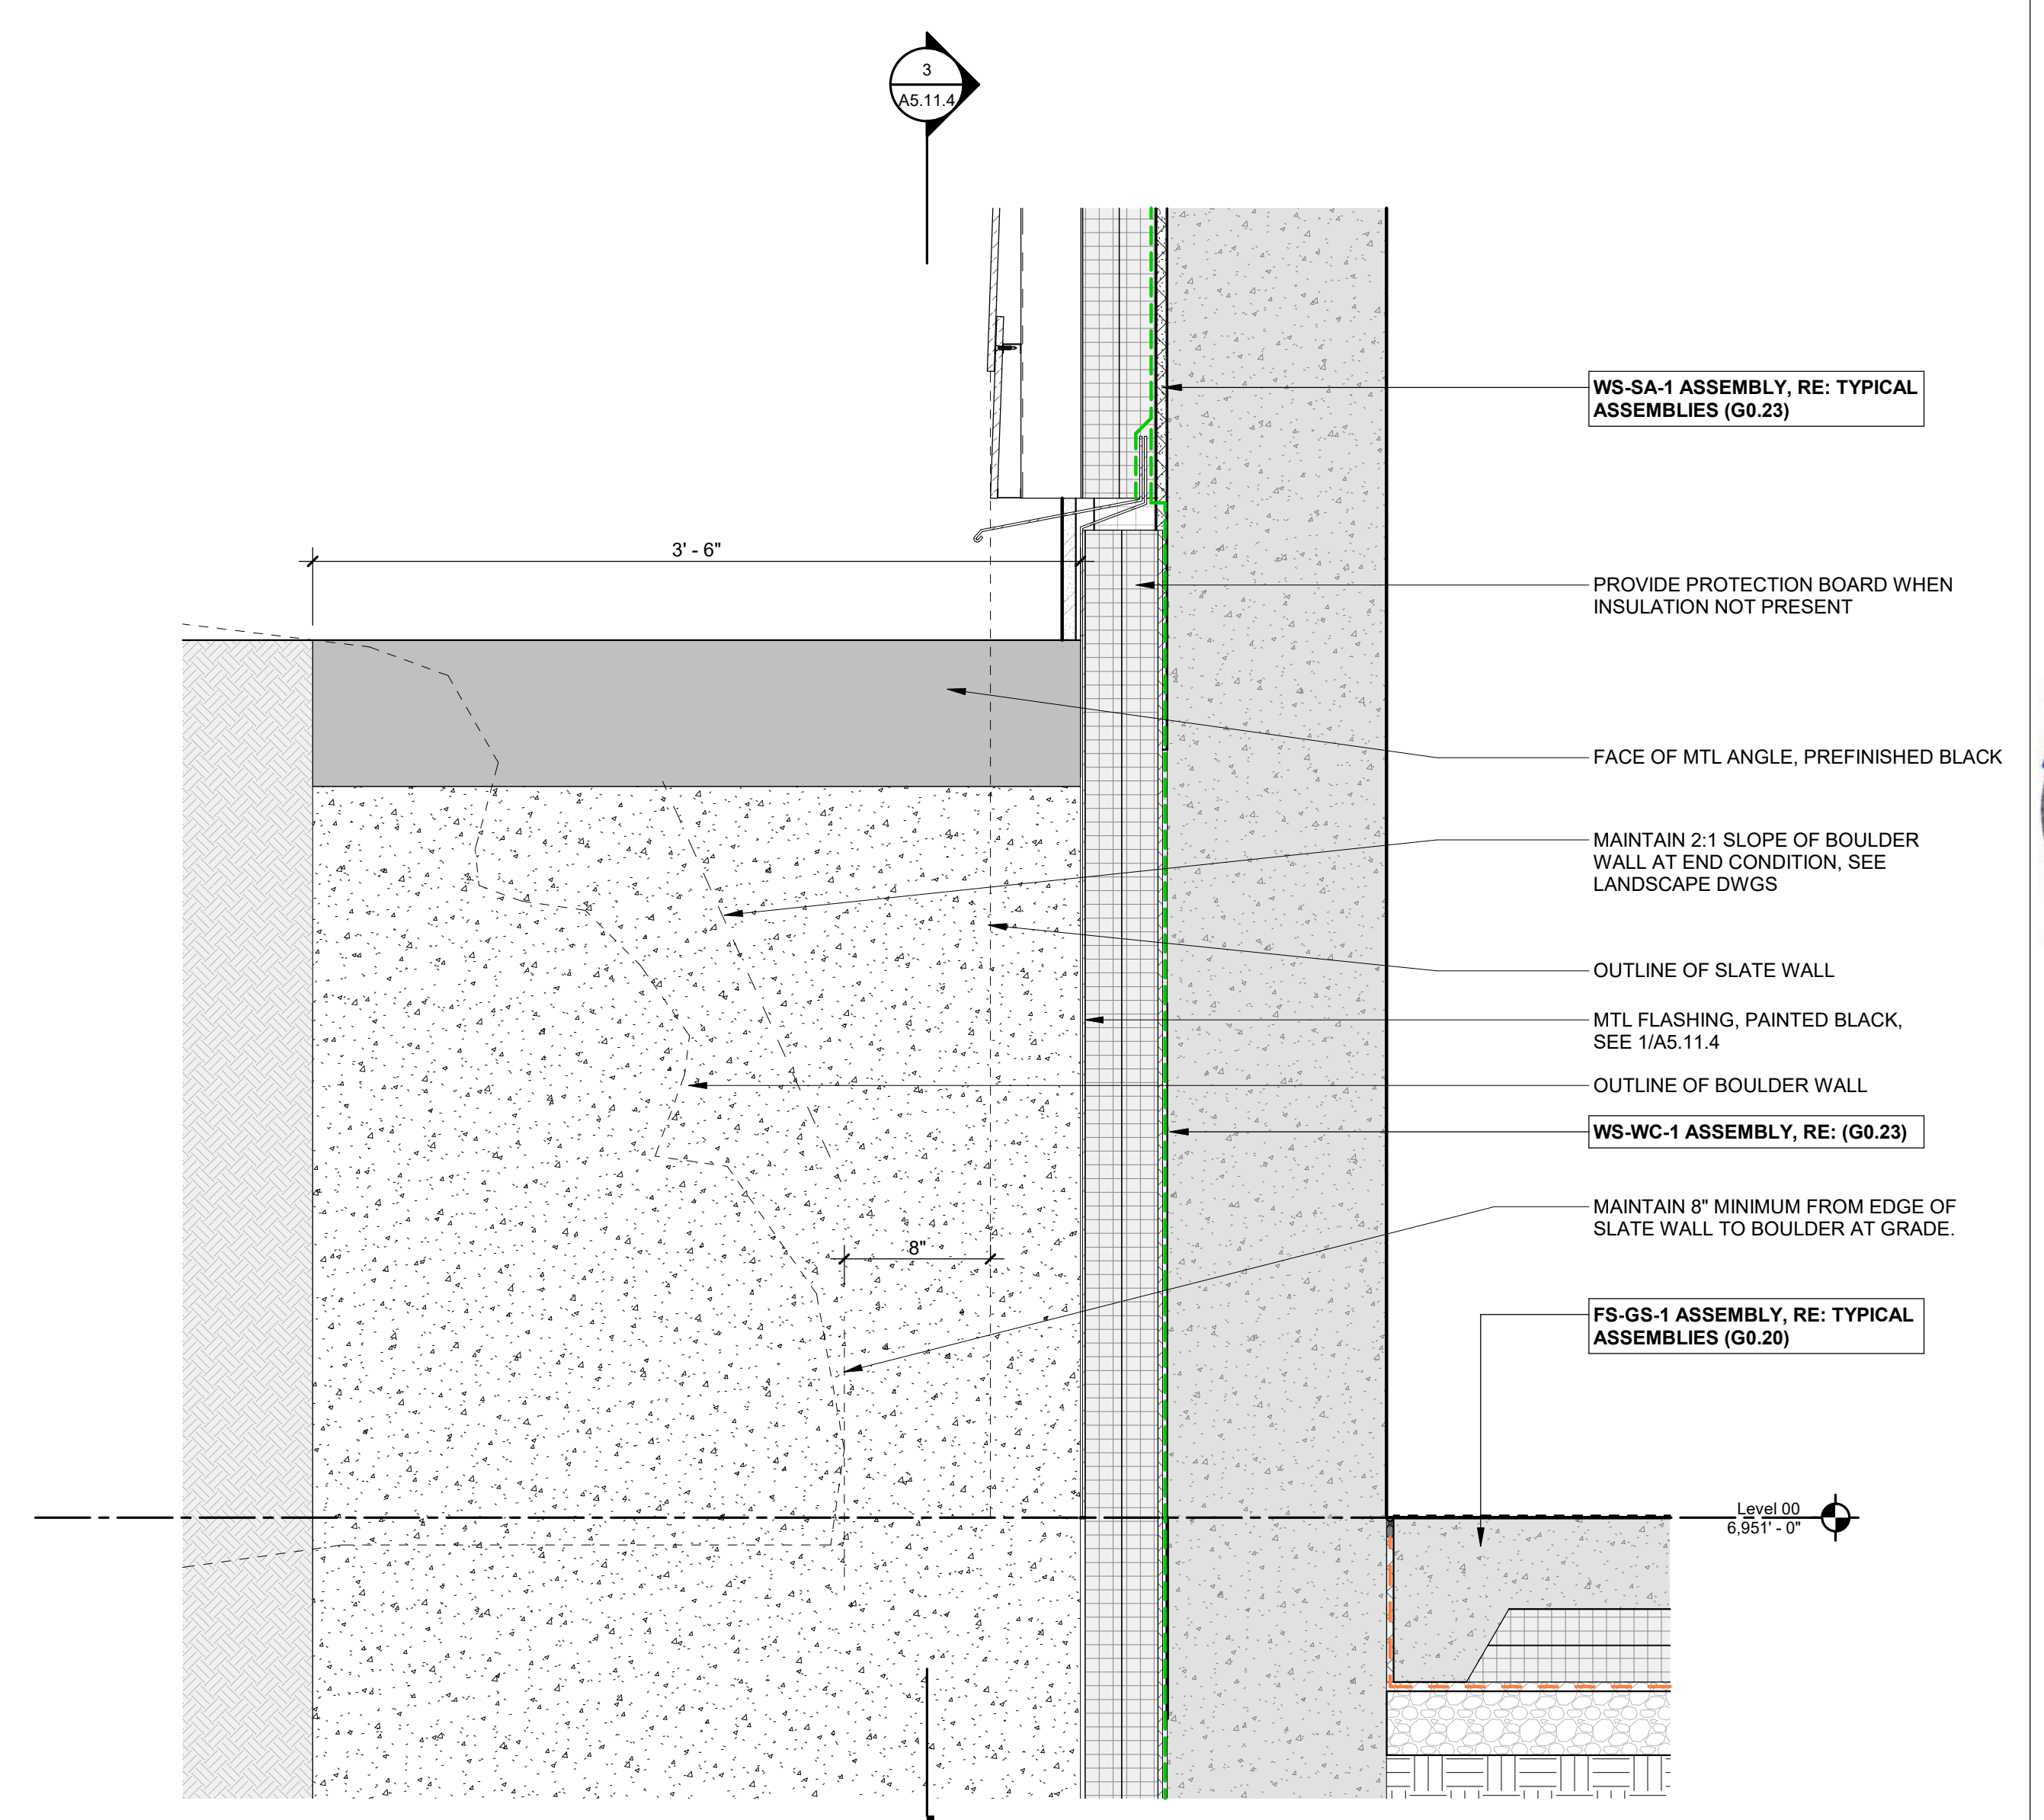 3
A5.11.4
WS-SA-1 ASSEMBLY, RE: TYPICAL
ASSEMBLIES (G0.23)
3' - 6"
PROVIDE PROTECTION BOARD WHEN
INSULATION NOT PRESENT
FACE OF MTL ANGLE, PREFINISHED BLACK
MAINTAIN 2:1 SLOPE OF BOULDER
WALL AT END CONDITION, SEE
LANDSCAPE DWGS
OUTLINE OF SLATE WALL
MTL FLASHING, PAINTED BLACK,
SEE 1/A5.11.4
OUTLINE OF BOULDER WALL
WS-WC-1 ASSEMBLY, RE: (G0.23)
MAINTAIN 8" MINIMUM FROM EDGE OF
SLATE WALL TO BOULDER AT GRADE.
8"
FS-GS-1 ASSEMBLY, RE: TYPICAL
ASSEMBLIES (G0.20)
Level 00
6,951' - 0"